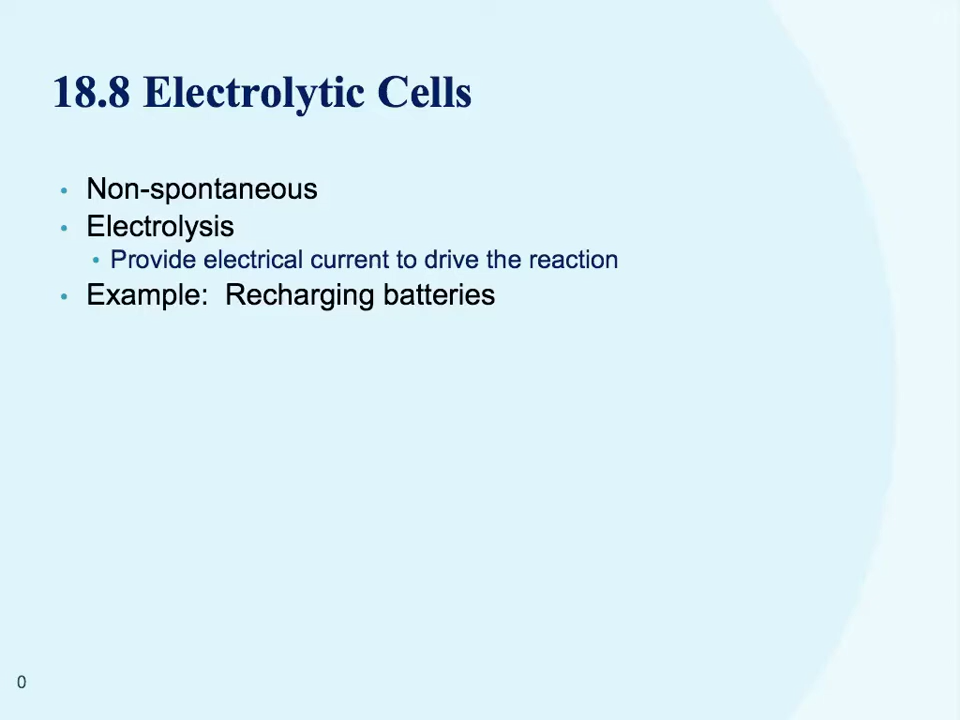 18.8 Electrolytic Cells
• Non-spontaneous
• Electrolysis
• Provide electrical current to drive the reaction
• Example:  Recharging batteries
0